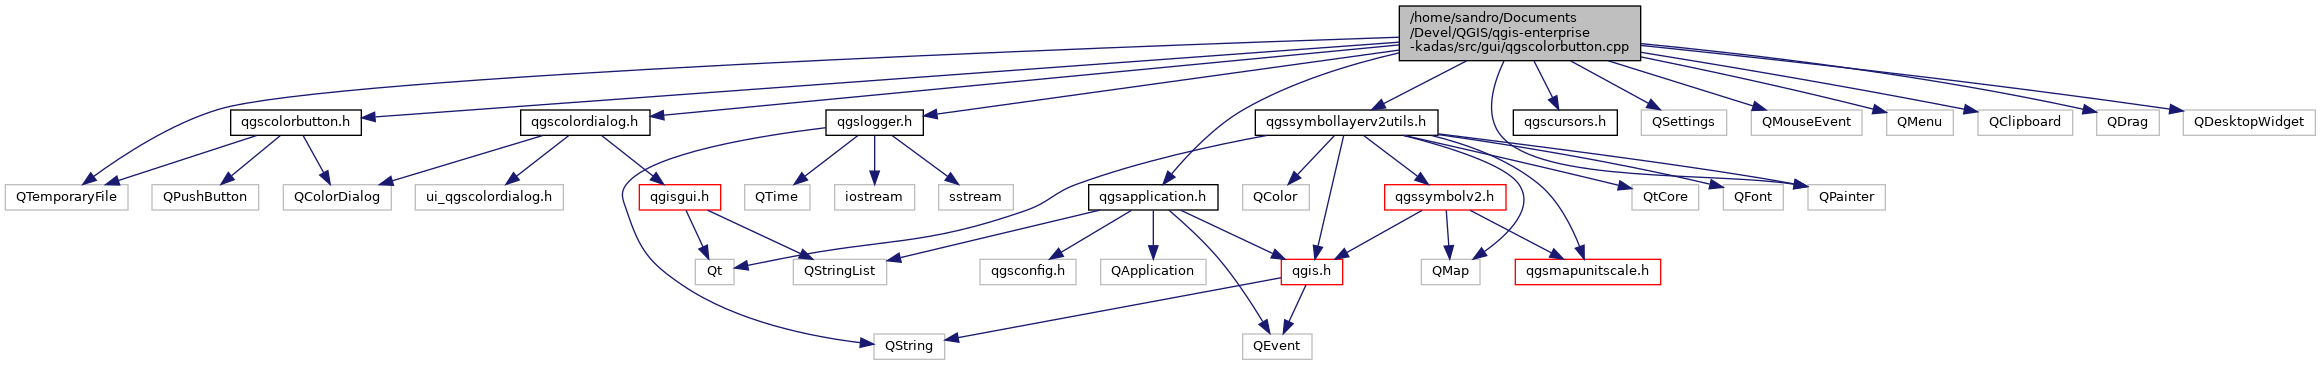 /home/sandro/Documents
/Devel/QGIS/qgis-enterprise
-kadas/src/gui/qgscolorbutton.cpp
qgscolorbutton.h
qgscolordialog.h
qgslogger.h
qgssymbollayerv2utils.h
qgscursors.h
QSettings
QMouseEvent
QMenu
QClipboard
QDrag
QDesktopWidget
QTemporaryFile
QPushButton
QColorDialog
ui_qgscolordialog.h
qgisgui.h
QTime
iostream
sstream
qgsapplication.h
QColor
qgssymbolv2.h
QtCore
QFont
QPainter
Qt
QStringList
qgsconfig.h
QApplication
qgis.h
QMap
qgsmapunitscale.h
QString
QEvent